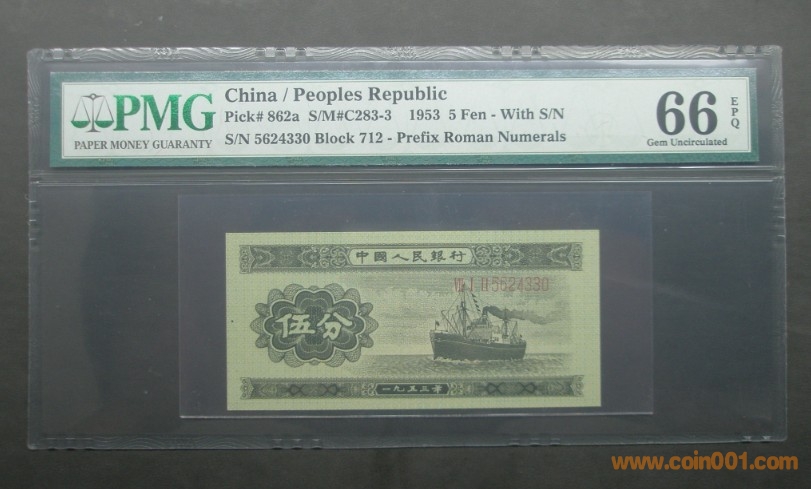 PMG
PAPER MONEY GUARANTY
China / Peoples Republic
Pick# 862a S/M#C283-3 1953 5 Fen - With S/N
S/N 5624330 Block 712 - Prefix Roman Numerals
66 EPQ
Gem Uncirculated
中國人民銀行
VII I II 5624330
伍分
一九五三年
www.coin001.com